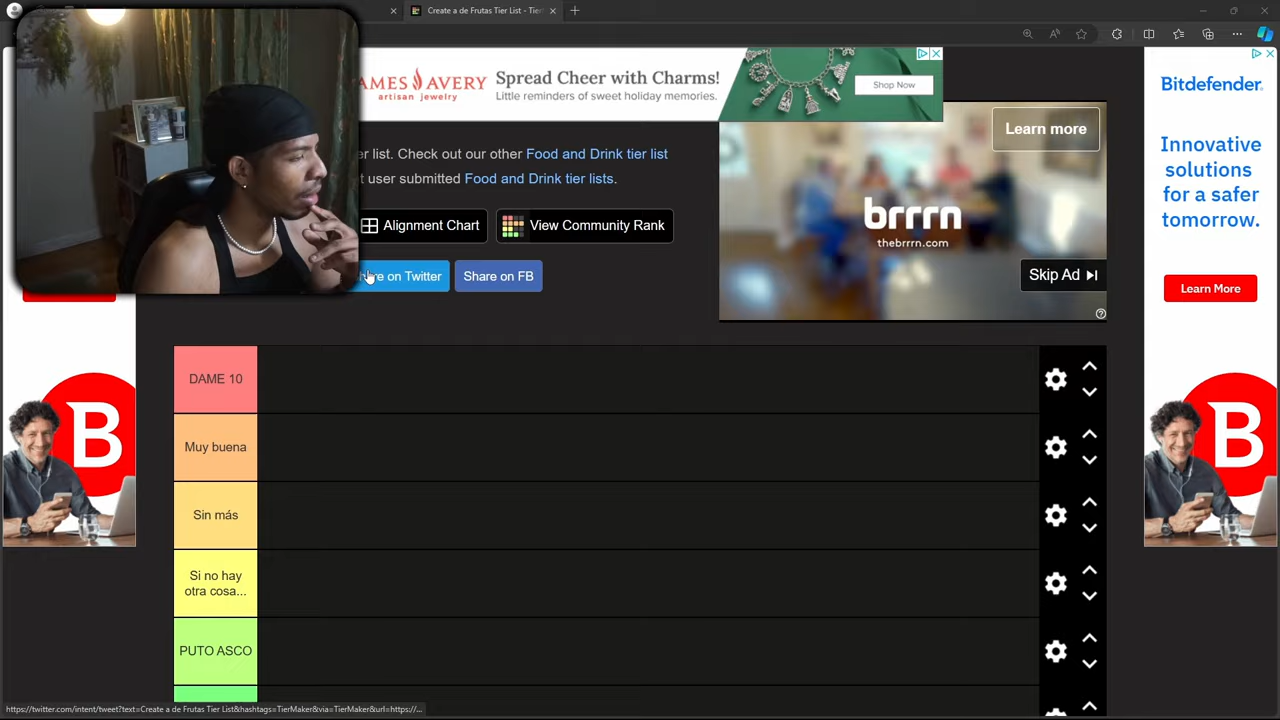 Create a de Frutas Tier List - Tier
AMES AVERY
artisan jewelry
Spread Cheer with Charms!
Little reminders of sweet holiday memories.
Shop Now
er list. Check out our other Food and Drink tier list
t user submitted Food and Drink tier lists.
Alignment Chart
View Community Rank
re on Twitter
Share on FB
Learn more
brrrn
thebrrrn.com
Skip Ad
Bitdefender
Innovative
solutions
for a safer
tomorrow.
Learn More
B
B
DAME 10
Muy buena
Sin más
Si no hay
otra cosa...
PUTO ASCO
https://twitter.com/intent/tweet?text=Create a de Frutas Tier List&hashtags=TierMaker&via=TierMaker&url=https://...